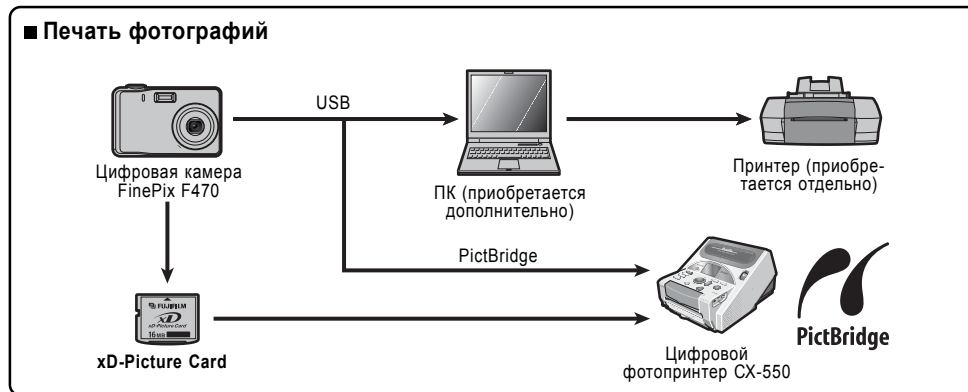 ■ Печать фотографий
USB
Цифровая камера
FinePix F470
ПК (приобретается
дополнительно)
Принтер (приобре-
тается отдельно)
PictBridge
FUJIFILM
xD
xD-Picture Card
16 MB
xD-Picture Card
PictBridge
Цифровой
фотопринтер CX-550